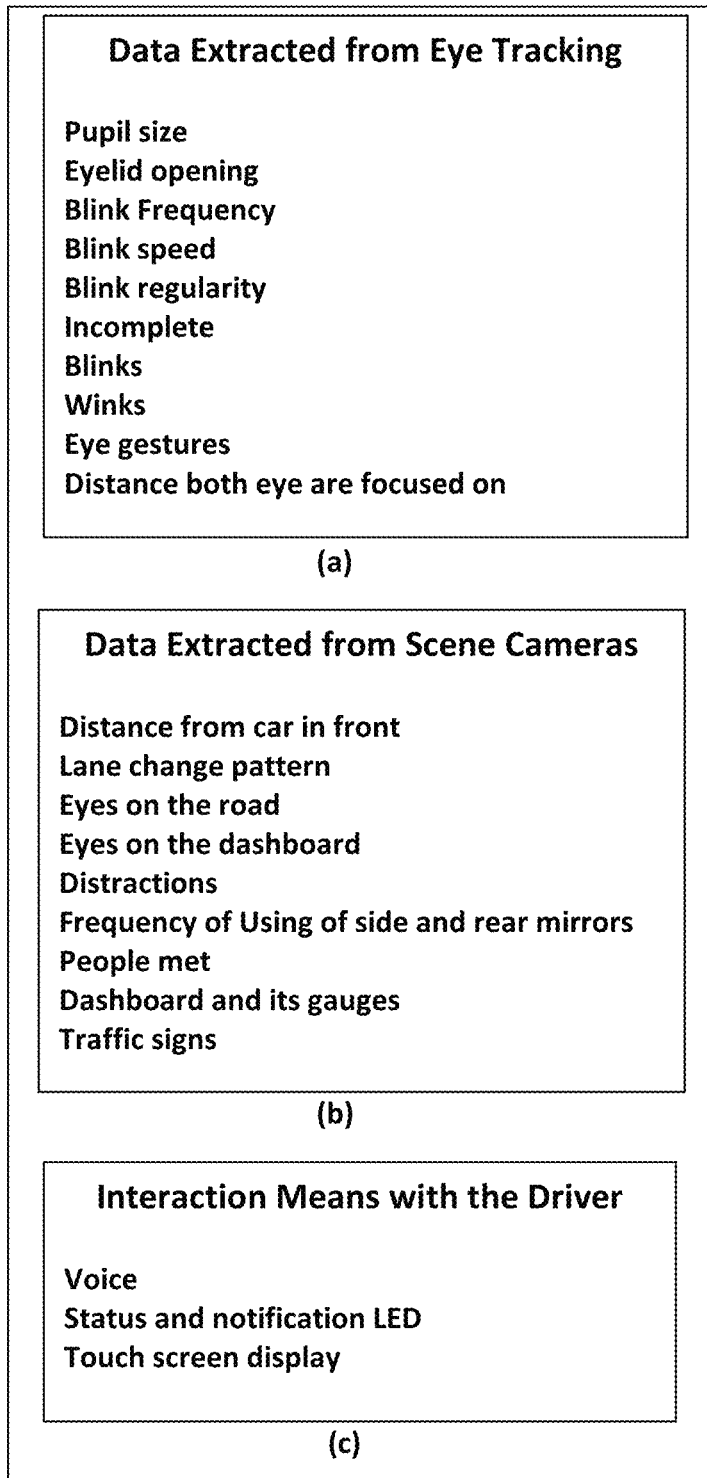 Data Extracted from Eye Tracking
Pupil size
Eyelid opening
Blink Frequency
Blink speed
Blink regularity
Incomplete
Blinks
Winks
Eye gestures
Distance both eye are focused on
(a)
Data Extracted from Scene Cameras
Distance from car in front
Lane change pattern
Eyes on the road
Eyes on the dashboard
Distractions
Frequency of Using of side and rear mirrors
People met
Dashboard and its gauges
Traffic signs
(b)
Interaction Means with the Driver
Voice
Status and notification LED
Touch screen display
(c)